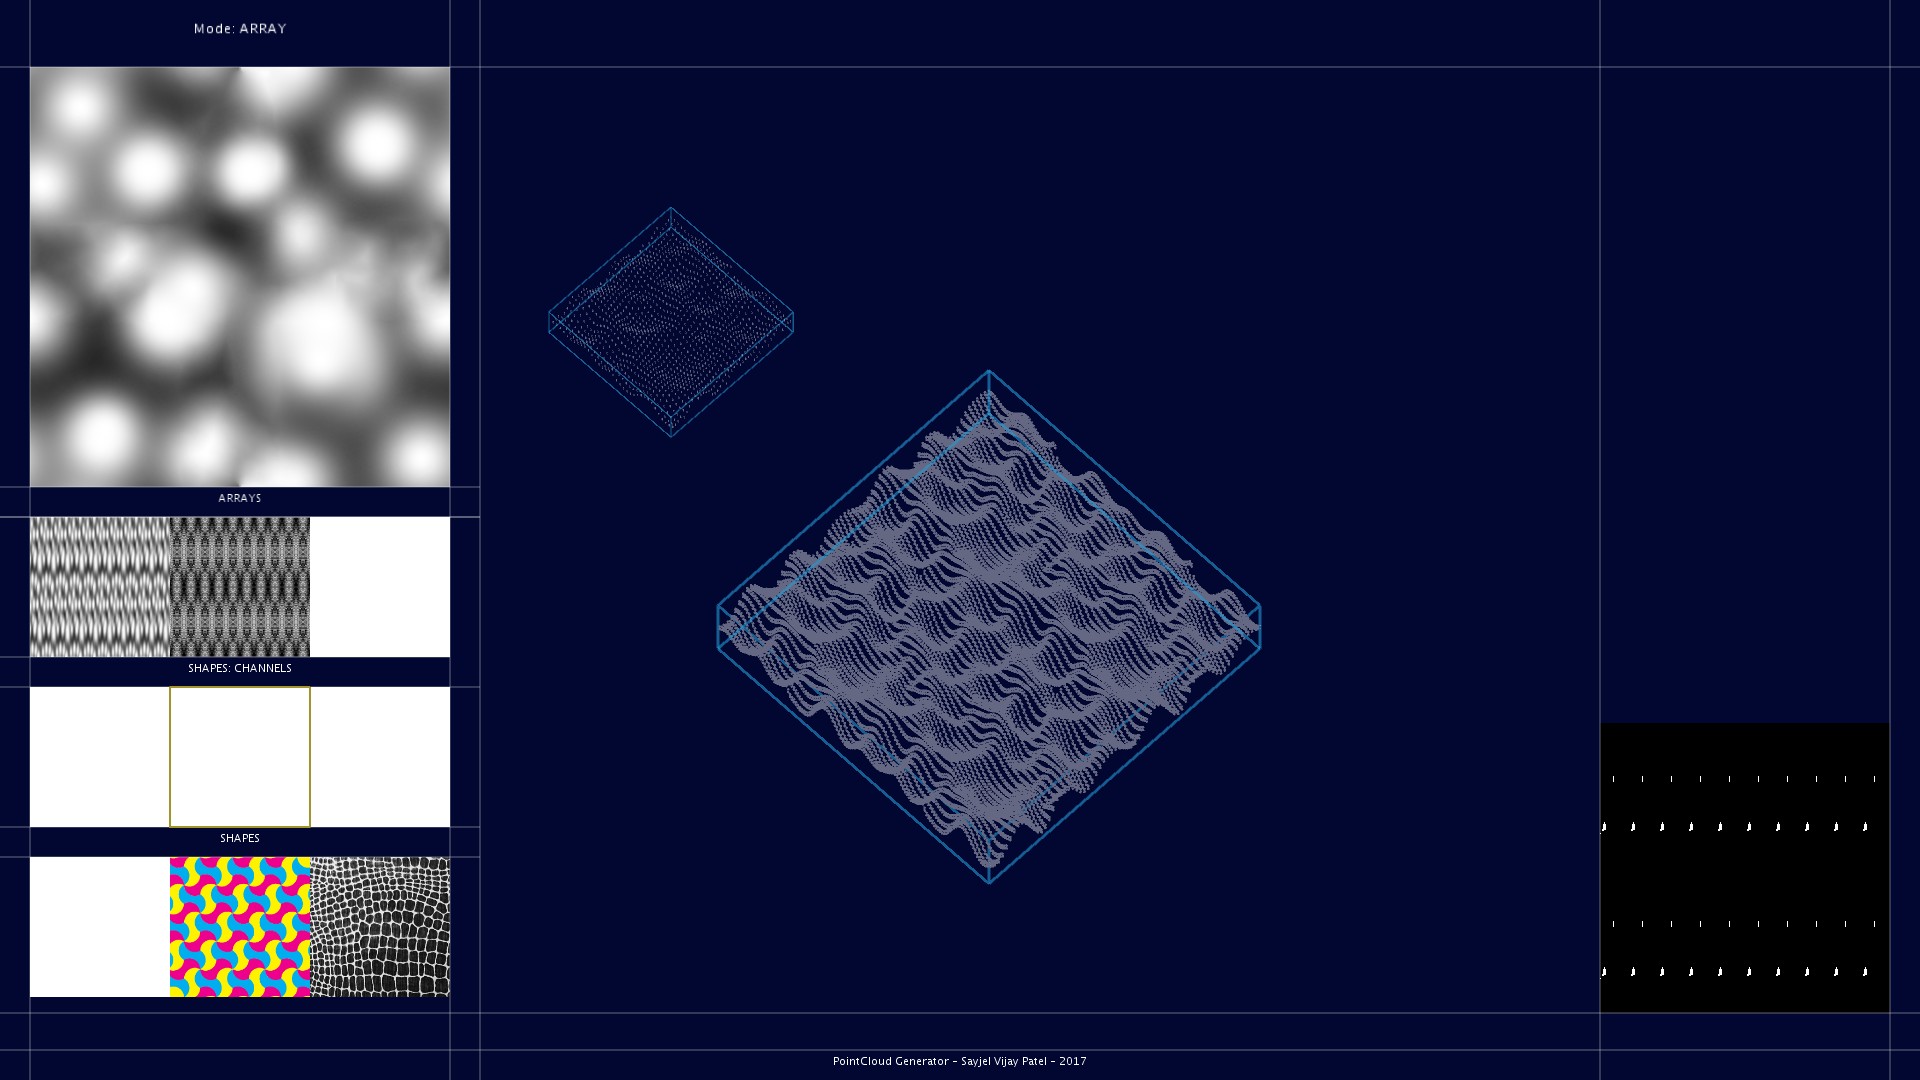 Mode: ARRAY
ARRAYS
SHAPES: CHANNELS
SHAPES
PointCloud Generator - Sayjel Vijay Patel - 2017